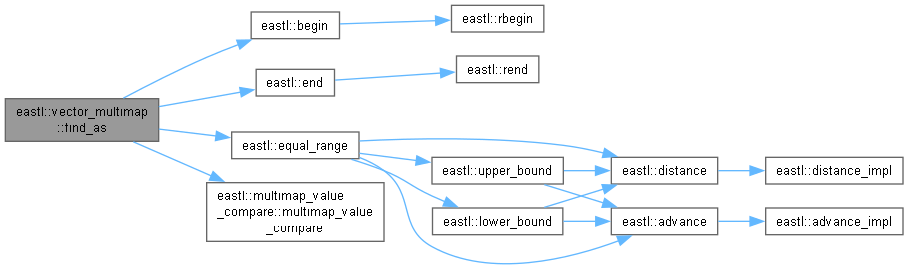 eastl::vector_multimap
::find_as
eastl::begin
eastl::rbegin
eastl::end
eastl::rend
eastl::equal_range
eastl::multimap_value
_compare::multimap_value
_compare
eastl::upper_bound
eastl::lower_bound
eastl::distance
eastl::advance
eastl::distance_impl
eastl::advance_impl